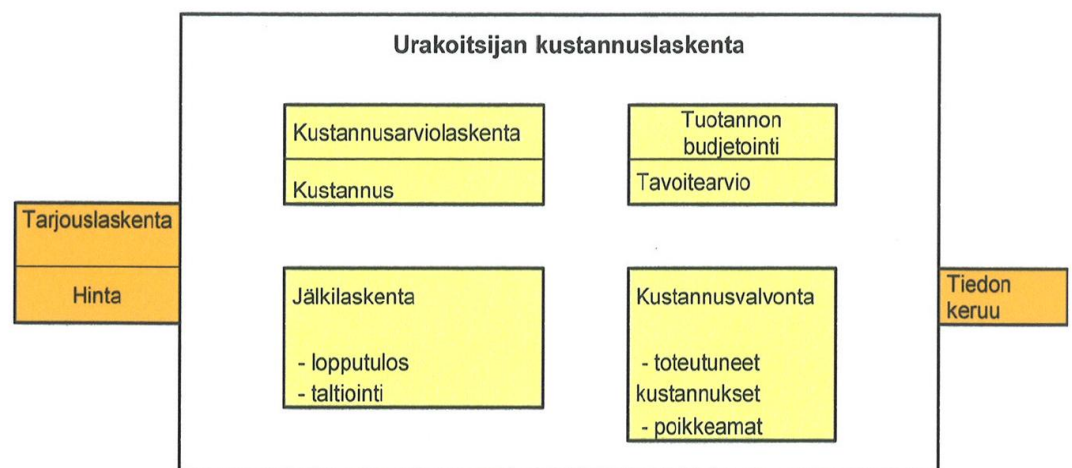 Urakoitsijan kustannuslaskenta
Kustannusarviolaskenta
Kustannus
Tuotannon
budjetointi
Tavoitearvio
Tarjouslaskenta
Hinta
Jälkilaskenta
- lopputulos
- taltiointi
Kustannusvalvonta
- toteutuneet
kustannukset
- poikkeamat
Tiedon
keruu